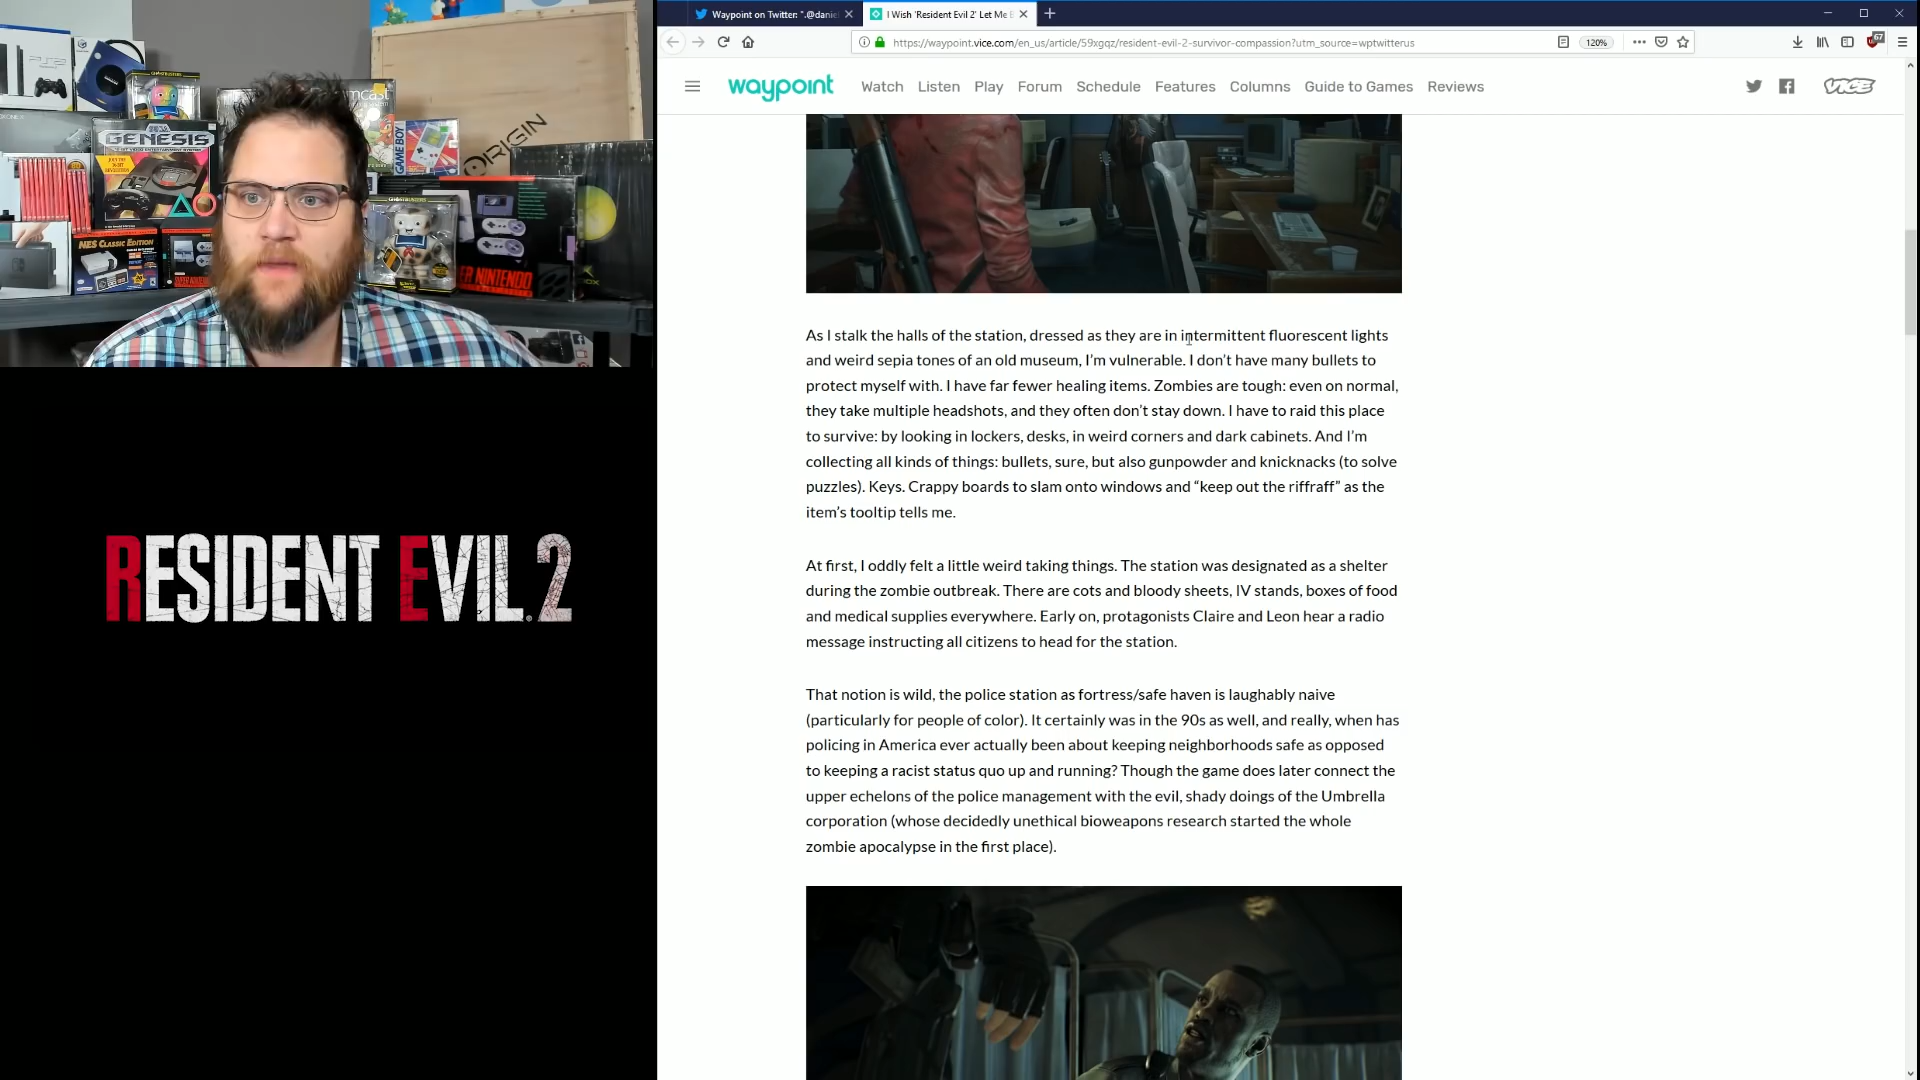 Waypoint on Twitter: ".@danie
I Wish 'Resident Evil 2' Let Me B
https://waypoint.vice.com/en_us/article/59xgqz/resident-evil-2-survivor-compassion?utm_source=wptwitterus
120%
67
waypoint
Watch Listen Play Forum Schedule Features Columns Guide to Games Reviews
VICE
GENESIS
GAME BOY
ORIGIN
NES CLASSIC EDITION
ER NINTENDO
RESIDENT EVIL 2
As I stalk the halls of the station, dressed as they are in intermittent fluorescent lights
and weird sepia tones of an old museum, I'm vulnerable. I don't have many bullets to
protect myself with. I have far fewer healing items. Zombies are tough: even on normal,
they take multiple headshots, and they often don't stay down. I have to raid this place
to survive: by looking in lockers, desks, in weird corners and dark cabinets. And I'm
collecting all kinds of things: bullets, sure, but also gunpowder and knicknacks (to solve
puzzles). Keys. Crappy boards to slam onto windows and “keep out the riffraff” as the
item's tooltip tells me.
At first, I oddly felt a little weird taking things. The station was designated as a shelter
during the zombie outbreak. There are cots and bloody sheets, IV stands, boxes of food
and medical supplies everywhere. Early on, protagonists Claire and Leon hear a radio
message instructing all citizens to head for the station.
That notion is wild, the police station as fortress/safe haven is laughably naive
(particularly for people of color). It certainly was in the 90s as well, and really, when has
policing in America ever actually been about keeping neighborhoods safe as opposed
to keeping a racist status quo up and running? Though the game does later connect the
upper echelons of the police management with the evil, shady doings of the Umbrella
corporation (whose decidedly unethical bioweapons research started the whole
zombie apocalypse in the first place).